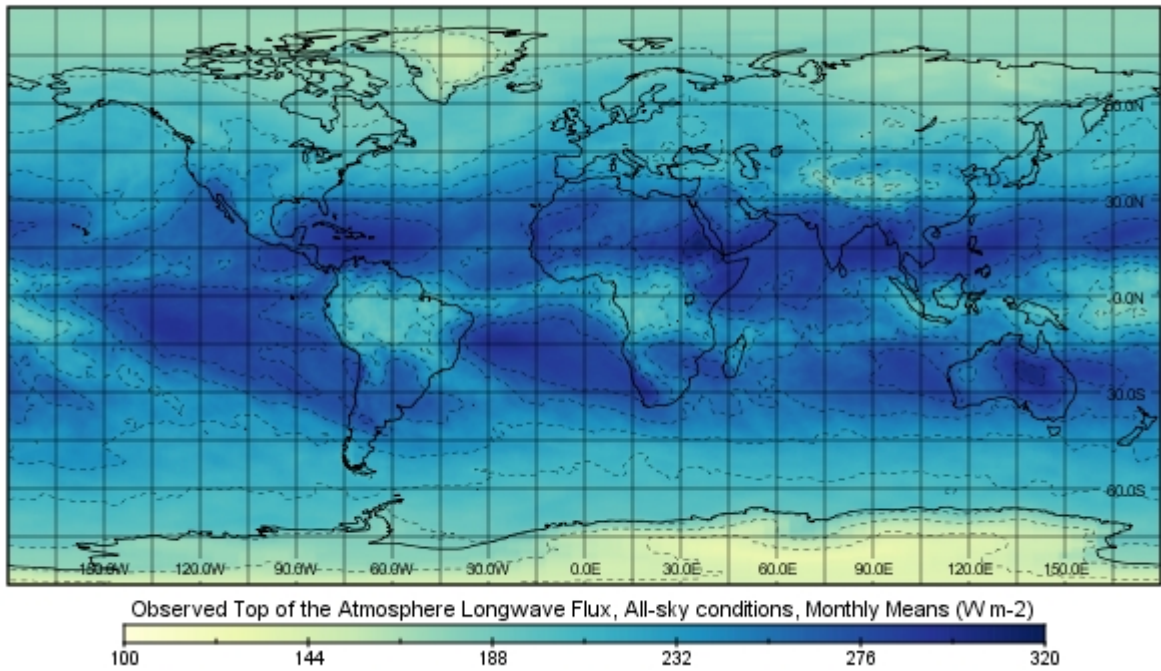 60.0N
30.0N
-0.0N
30.0S
60.0S
150.0W 120.0W 90.0W 60.0W 30.0W 0.0E 30.0E 60.0E 90.0E 120.0E 150.0E
Observed Top of the Atmosphere Longwave Flux, All-sky conditions, Monthly Means (W m-2)
100 144 188 232 276 320